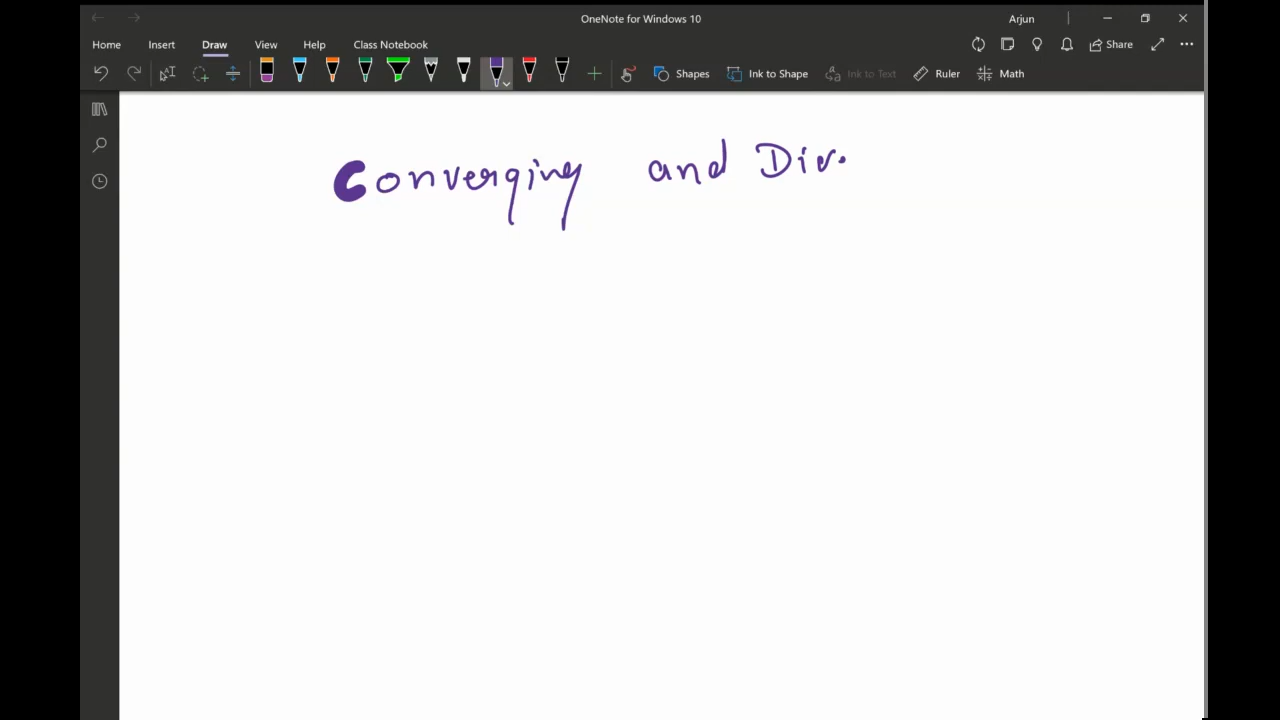 OneNote for Windows 10
Arjun
Home Insert Draw View Help Class Notebook
Share
Shapes Ink to Shape Ink to Text Ruler Math
Converging and Div.